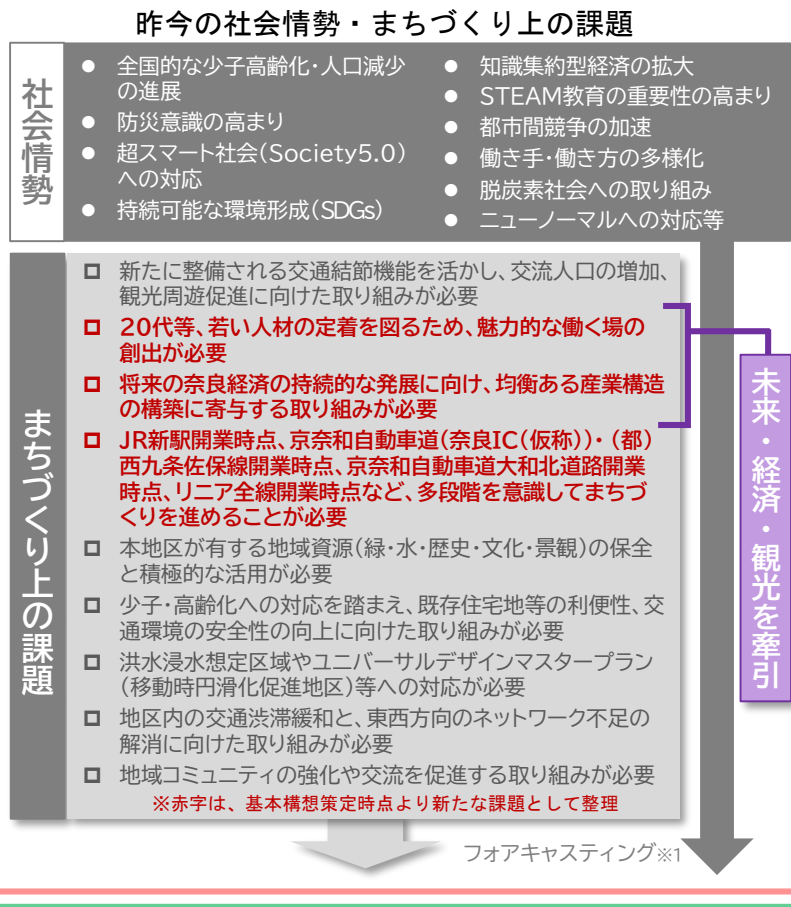 昨今の社会情勢・まちづくり上の課題
社会情勢
● 全国的な少子高齢化・人口減少
の進展
● 防災意識の高まり
● 超スマート社会(Society5.0)
への対応
● 持続可能な環境形成(SDGs)
● 知識集約型経済の拡大
● STEAM教育の重要性の高まり
● 都市間競争の加速
● 働き手・働き方の多様化
● 脱炭素社会への取り組み
● ニューノーマルへの対応等
まちづくり上の課題
新たに整備される交通結節機能を活かし、交流人口の増加、
観光周遊促進に向けた取り組みが必要
20代等、若い人材の定着を図るため、魅力的な働く場の
創出が必要
将来の奈良経済の持続的な発展に向け、均衡ある産業構造
の構築に寄与する取り組みが必要
JR新駅開業時点、京奈和自動車道(奈良IC(仮称))・(都)
西九条佐保線開業時点、京奈和自動車道大和北道路開業
時点、リニア全線開業時点など、多段階を意識してまちづ
くりを進めることが必要
本地区が有する地域資源(緑・水・歴史・文化・景観)の保全
と積極的な活用が必要
少子・高齢化への対応を踏まえ、既存住宅地等の利便性、交
通環境の安全性の向上に向けた取り組みが必要
洪水浸水想定区域やユニバーサルデザインマスタープラン
(移動時円滑化促進地区)等への対応が必要
地区内の交通渋滞緩和と、東西方向のネットワーク不足の
解消に向けた取り組みが必要
地域コミュニティの強化や交流を促進する取り組みが必要
※赤字は、基本構想策定時点より新たな課題として整理
未来・経済・観光を牽引
フォアキャスティング※1